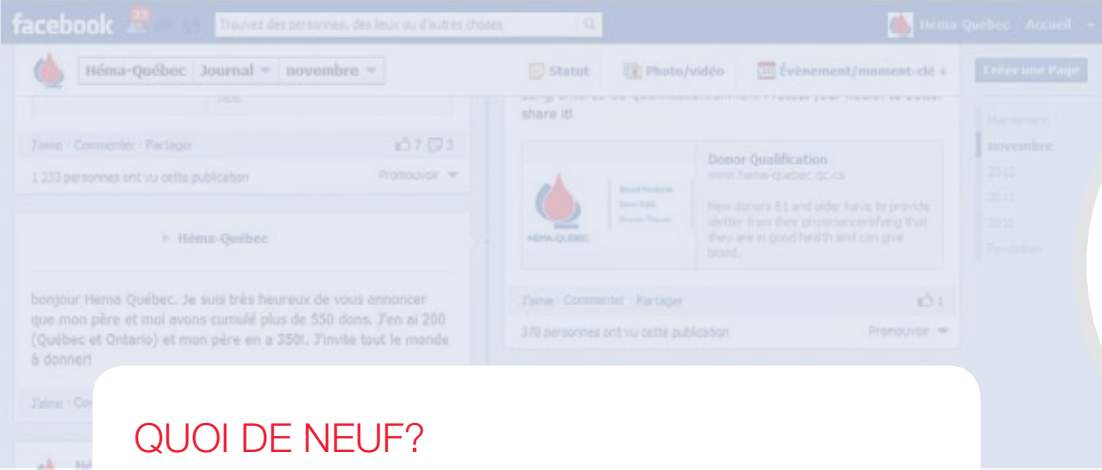 facebook
Trouvez des personnes, des lieux ou d'autres choses
Héma-Québec Accueil
Héma-Québec Journal novembre
Statut Photo/vidéo Évènement/moment-clé +
Créer une Page
J'aime · Commenter · Partager 7 3
1 233 personnes ont vu cette publication Promouvoir
Héma-Québec
bonjour Hema Québec. Je suis très heureux de vous annoncer
que mon père et moi avons cumulé plus de 550 dons. J'en ai 200
(Québec et Ontario) et mon père en a 350!. J'invite tout le monde
à donner!
J'aime
share it!
Donor Qualification
www.hema-quebec.qc.ca
New donors 61 and older have to provide
aletter from their physiciancertifying that
they are in good health and can give
blood.
HÉMA-QUÉBEC
J'aime · Commenter · Partager 1
378 personnes ont vu cette publication Promouvoir
Maintenant
novembre
2012
2011
2010
Fondation
QUOI DE NEUF?